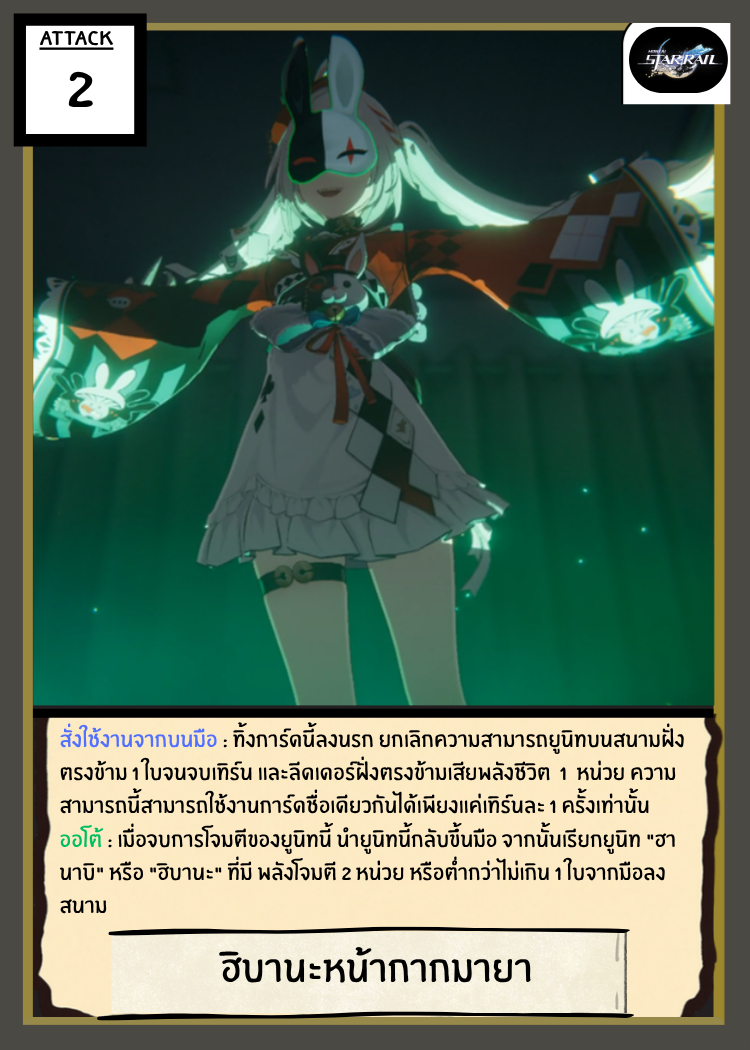 ATTACK
2
HONKAI
STAR RAIL
สั่งใช้งานจากบนมือ : ทิ้งการ์ดนี้ลงนรก ยกเลิกความสามารถยูนิทบนสนามฝั่ง
ตรงข้าม 1 ใบจนจบเทิร์น และลีดเดอร์ฝั่งตรงข้ามเสียพลังชีวิต 1 หน่วย ความ
สามารถนี้สามารถใช้งานการ์ดชื่อเดียวกันได้เพียงแค่เทิร์นละ 1 ครั้งเท่านั้น
ออโต้ : เมื่อจบการโจมตีของยูนิทนี้ นำยูนิทนี้กลับขึ้นมือ จากนั้นเรียกยูนิท "ฮา
นาบิ" หรือ "ฮิบานะ" ที่มี พลังโจมตี 2 หน่วย หรือต่ำกว่าไม่เกิน 1 ใบจากมือลง
สนาม
ฮิบานะหน้ากากมายา